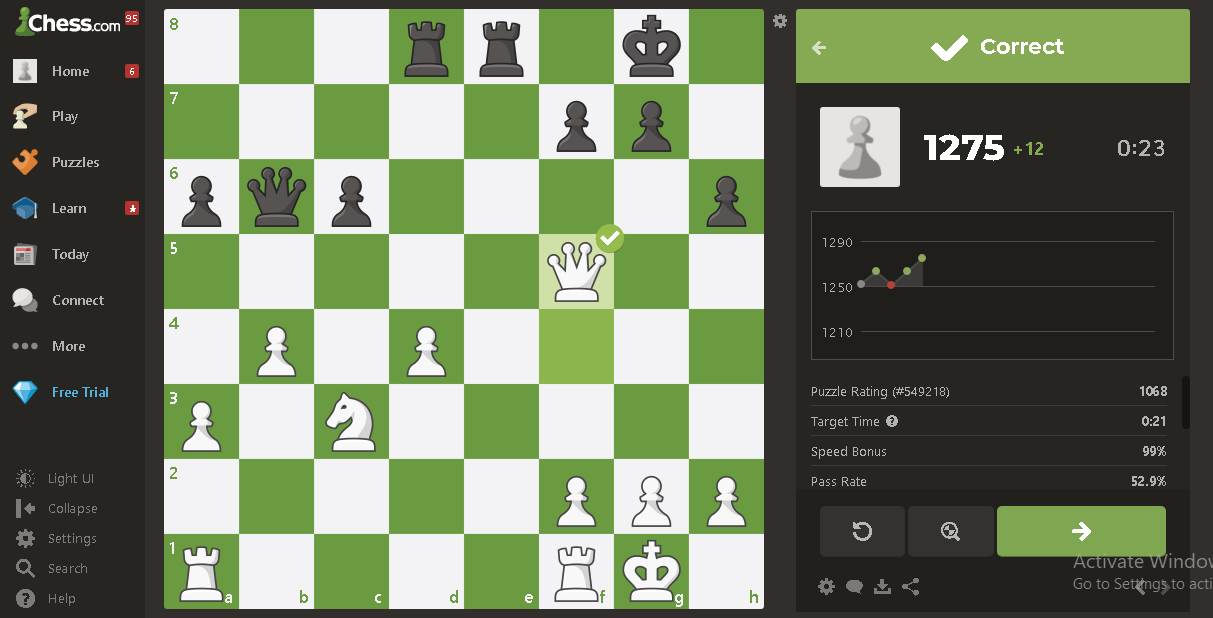 Chess.com 95
Home 6
Play
Puzzles
Learn
Today
Connect
More
Free Trial
Light UI
Collapse
Settings
Search
Help
8
7
6
5
4
3
2
1
a b c d e f g h
Correct
1275 +12 0:23
1290
1250
1210
Puzzle Rating (#549218) 1068
Target Time ? 0:21
Speed Bonus 99%
Pass Rate 52.9%
Activate Window
Go to Settings to acti